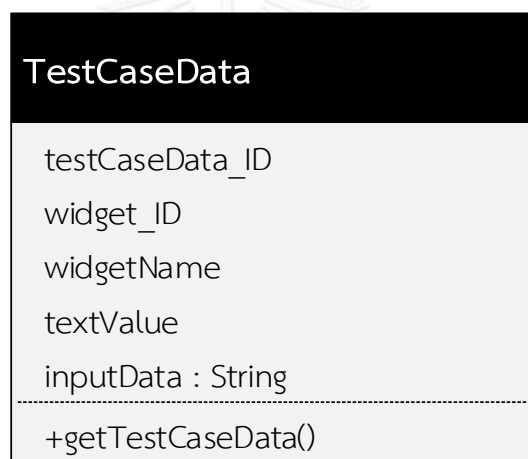 TestCaseData
testCaseData_ID
widget_ID
widgetName
textValue
inputData : String
+getTestCaseData()